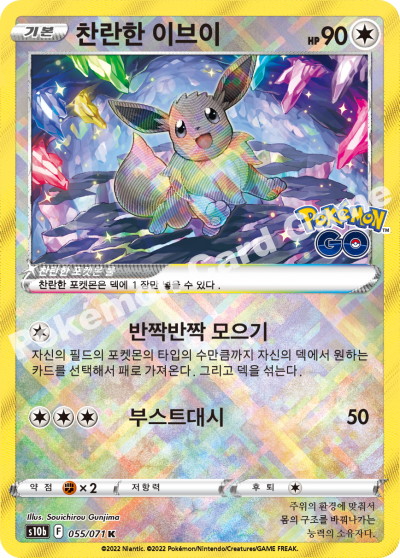 기본 찬란한 이브이 HP 90
Pokémon GO
찬란한 포켓몬 룰
찬란한 포켓몬은 덱에 1장만 넣을 수 있다.
반짝반짝 모으기
자신의 필드의 포켓몬의 타입의 수만큼까지 자신의 덱에서 원하는
카드를 선택해서 패로 가져온다. 그리고 덱을 섞는다.
부스트대시 50
약점 ×2 저항력 후퇴
Illus. Souichirou Gunjima
s10b F 055/071 K
주위의 환경에 맞춰
몸의 구조를 바꿔나가는
능력의 소유자다.
©2022 Niantic. ©2022 Pokémon/Nintendo/Creatures/GAME FREAK.